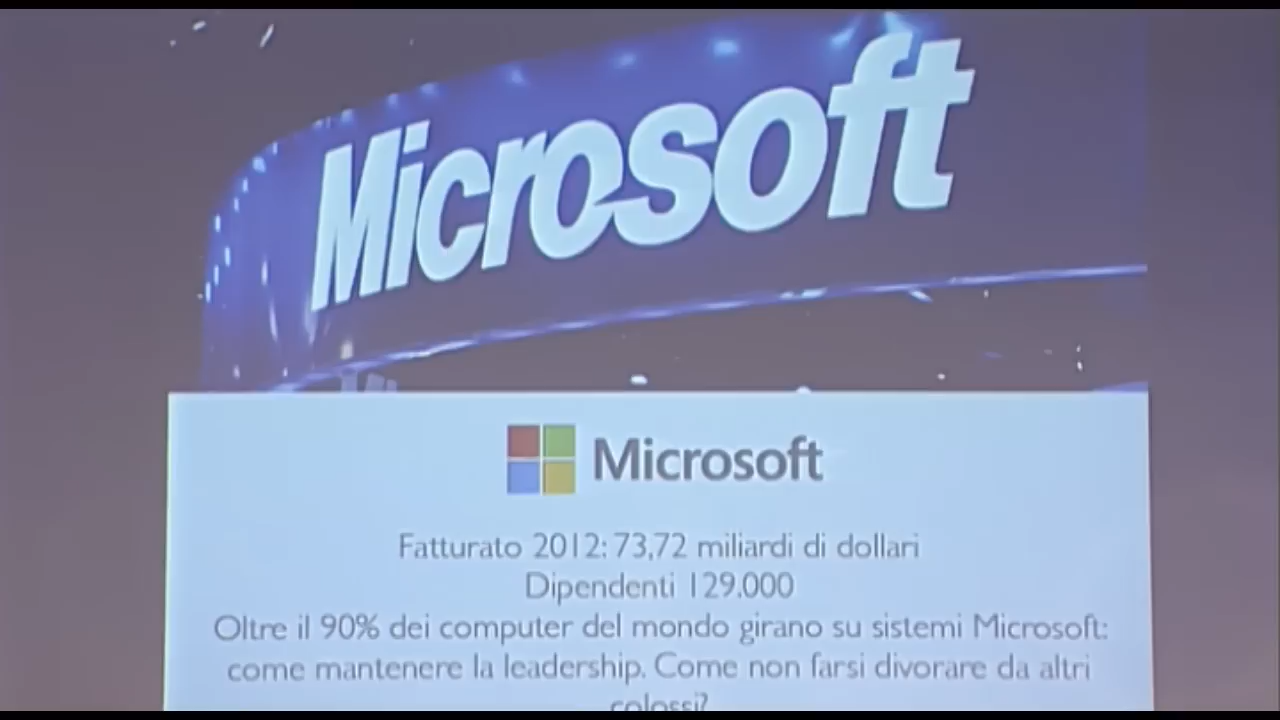 Microsoft
Microsoft
Fatturato 2012: 73,72 miliardi di dollari
Dipendenti 129.000
Oltre il 90% dei computer del mondo girano su sistemi Microsoft:
come mantenere la leadership. Come non farsi divorare da altri
colossi?